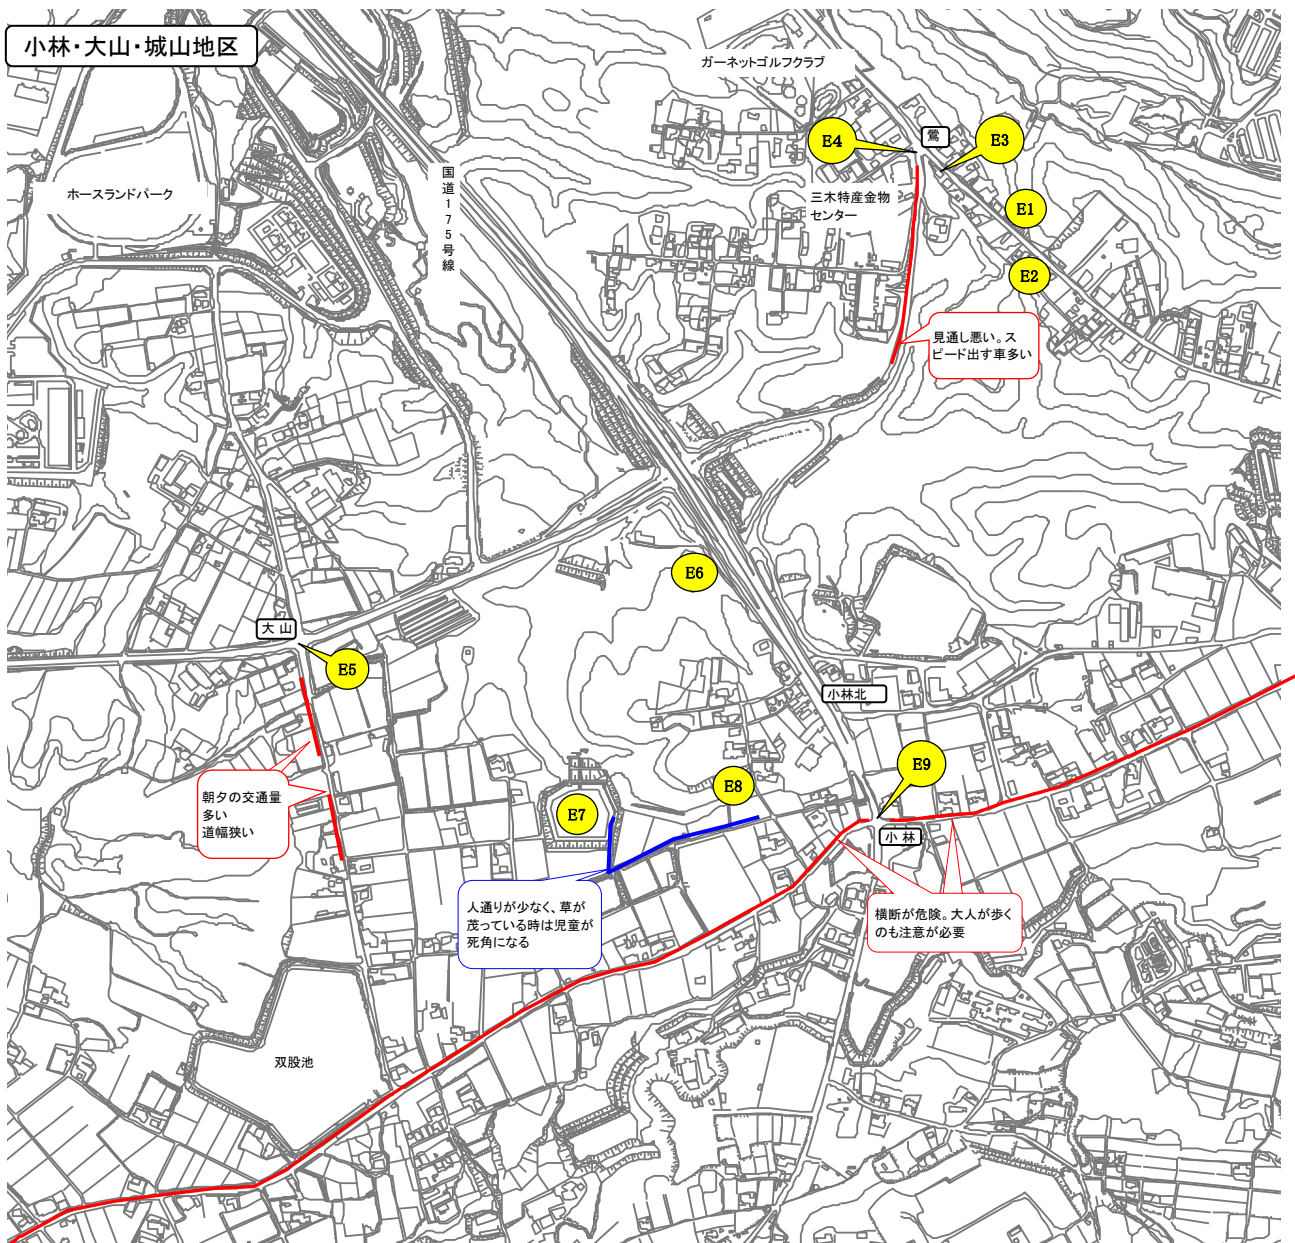 小林・大山・城山地区
ガーネットゴルフクラブ
E4
鶯
E3
国道175号線
ホースランドパーク
三木特産金物
センター
E1
E2
見通し悪い。ス
ピード出す車多い
E6
大山
E5
小林北
E9
朝夕の交通量
多い
道幅狭い
E8
E7
小林
人通りが少なく、草が
茂っている時は児童が
死角になる
横断が危険。大人が歩く
のも注意が必要
双股池